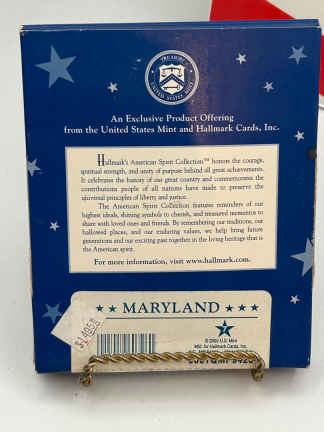 An Exclusive Product Offering
from the United States Mint and Hallmark Cards, Inc.
Hallmark's American Spirit Collection™ honors the courage,
spiritual strength, and unity of purpose behind all great achievements.
It celebrates the history of our great country and commemorates the
contributions people of all nations have made to preserve the
universal principles of liberty and justice.
The American Spirit Collection features reminders of our
highest ideals, shining symbols to cherish, and treasured mementos to
share with loved ones and friends. By remembering our traditions, our
hallowed places, and our enduring values, we help bring future
generations and our exciting past together in the living heritage that is
the American spirit.
For more information, visit www.hallmark.com.
MARYLAND
© 2000 U.S. Mint
Mfd. for Hallmark Cards, Inc.